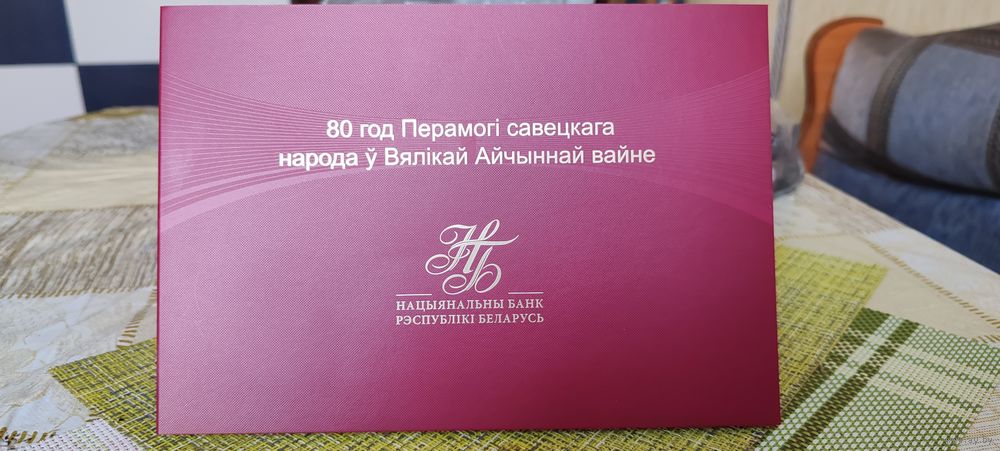 80 год Перамогі савецкага
народа ў Вялікай Айчыннай вайне
НБ
НАЦЫЯНАЛЬНЫ БАНК
РЭСПУБЛІКІ БЕЛАРУСЬ